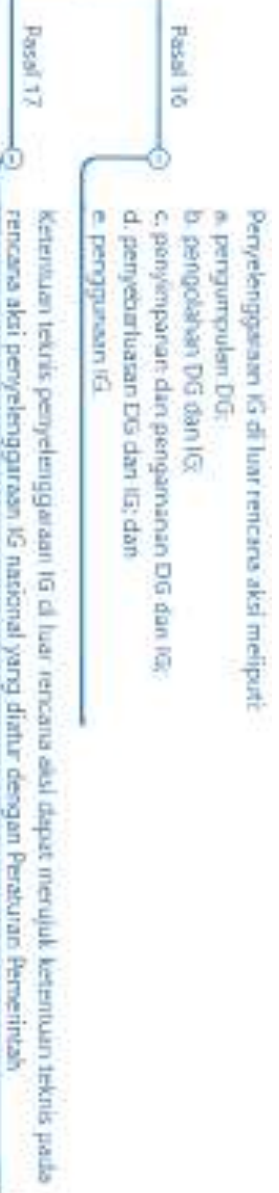 Pasal 16
Penyelenggaraan IG di luar rencana aksi meliputi:
a. pengumpulan DG;
b. pengolahan DG dan IG;
c. penyimpanan dan pengamanan DG dan IG;
d. penyebarluasan DG dan IG; dan
e. penggunaan IG.
Pasal 17
Ketentuan teknis penyelenggaraan IG di luar rencana aksi dapat merujuk ketentuan teknis pada
rencana aksi penyelenggaraan IG nasional yang diatur dengan Peraturan Pemerintah